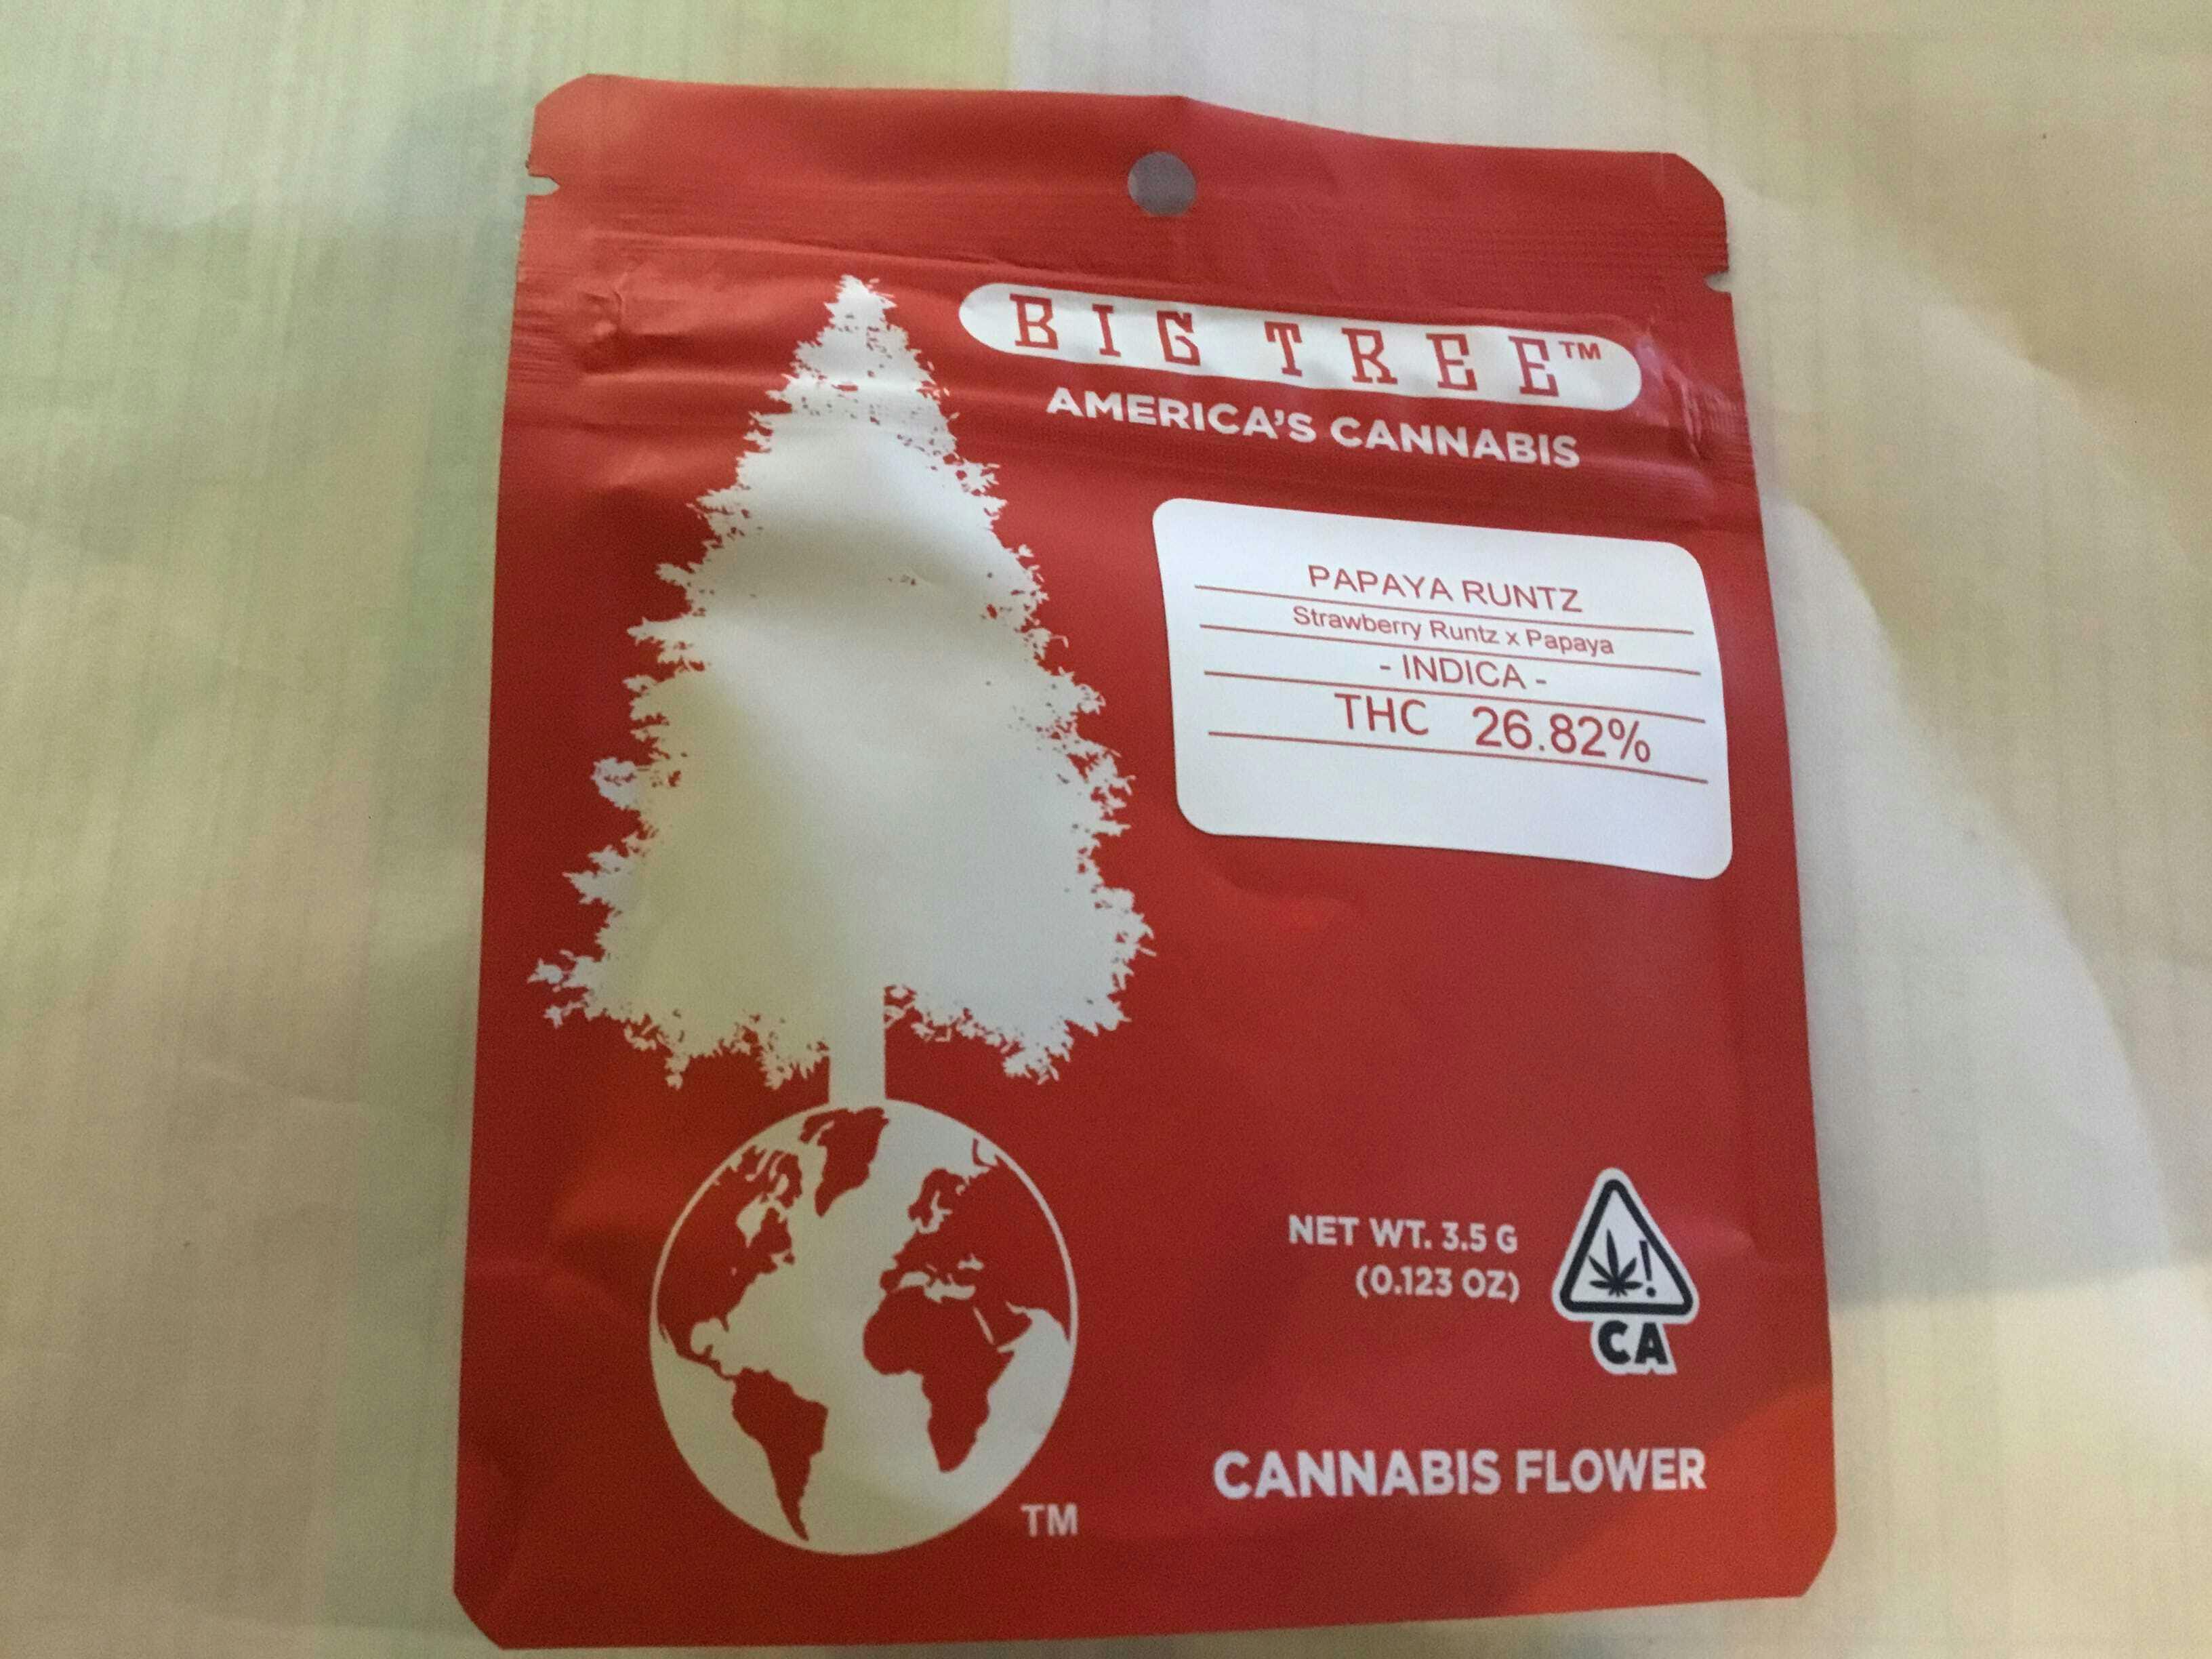 BIG TREE™
AMERICA'S CANNABIS
PAPAYA RUNTZ
Strawberry Runtz x Papaya
- INDICA -
THC 26.82%
NET WT. 3.5 G
(0.123 OZ)
!
CA
CANNABIS FLOWER
TM